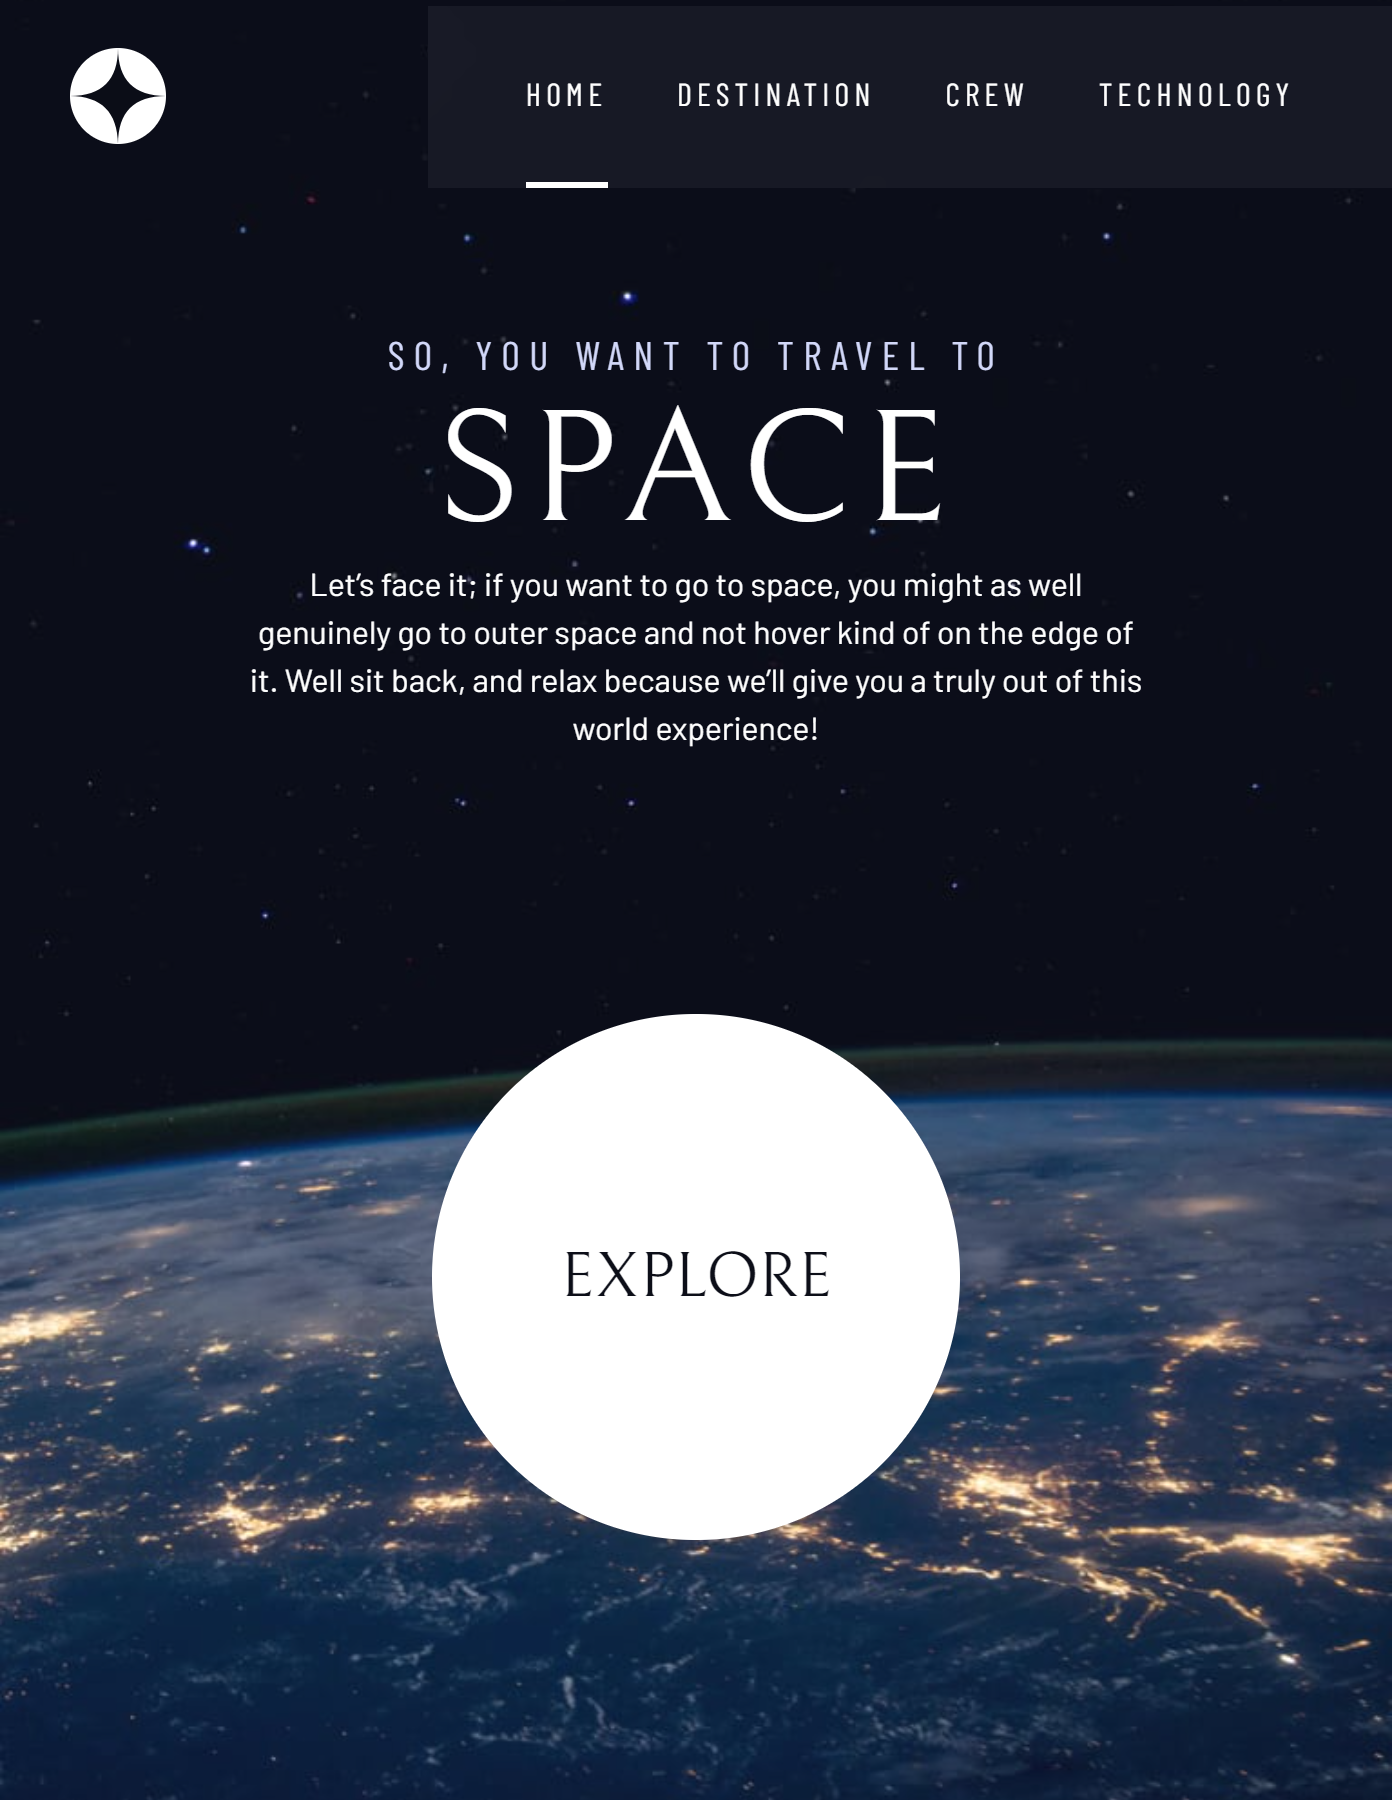 HOME DESTINATION CREW TECHNOLOGY
SO, YOU WANT TO TRAVEL TO
SPACE
Let’s face it; if you want to go to space, you might as well
genuinely go to outer space and not hover kind of on the edge of
it. Well sit back, and relax because we’ll give you a truly out of this
world experience!
EXPLORE